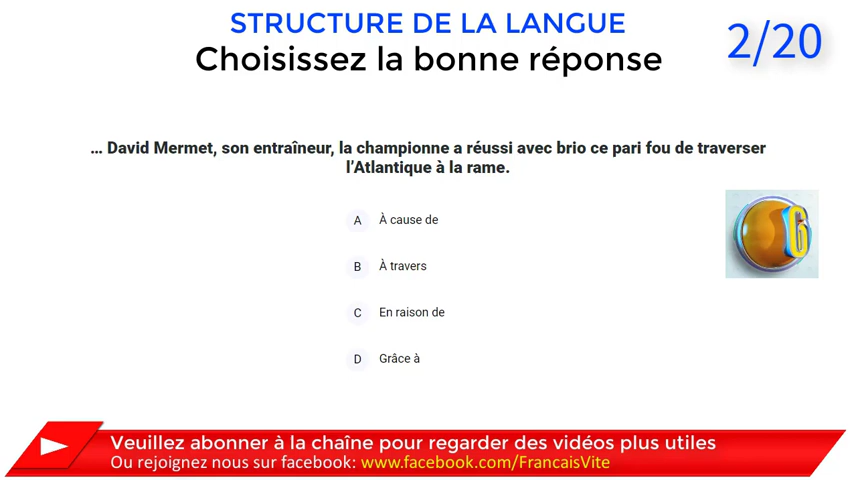 STRUCTURE DE LA LANGUE
Choisissez la bonne réponse
2/20
... David Mermet, son entraîneur, la championne a réussi avec brio ce pari fou de traverser
l’Atlantique à la rame.
A À cause de
B À travers
C En raison de
D Grâce à
6
Veuillez abonner à la chaîne pour regarder des vidéos plus utiles
Ou rejoignez nous sur facebook: www.facebook.com/FrancaisVite